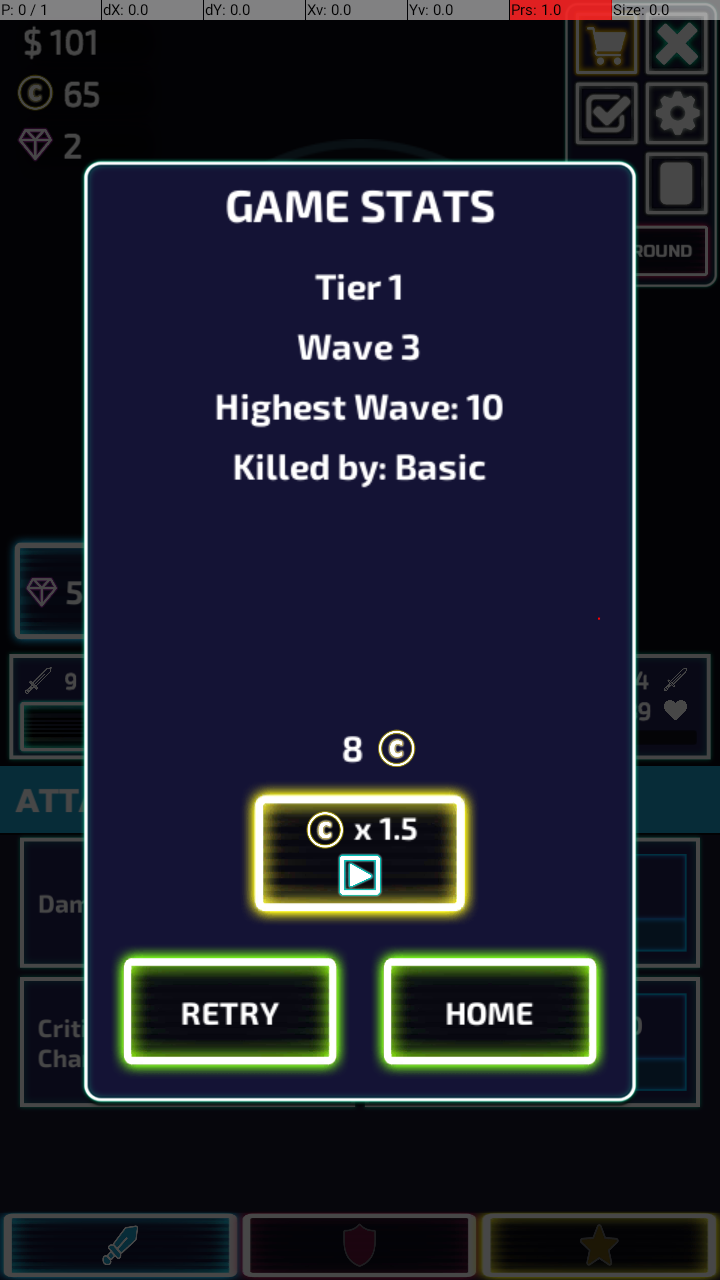 P: 0 / 1 dX: 0.0 dY: 0.0 Xv: 0.0 Yv: 0.0 Prs: 1.0 Size: 0.0
$ 101
C 65
2
ROUND
GAME STATS
Tier 1
Wave 3
Highest Wave: 10
Killed by: Basic
5
9
4
9
8 C
ATTA
C x 1.5
Dam
RETRY
HOME
Criti
Cha
0